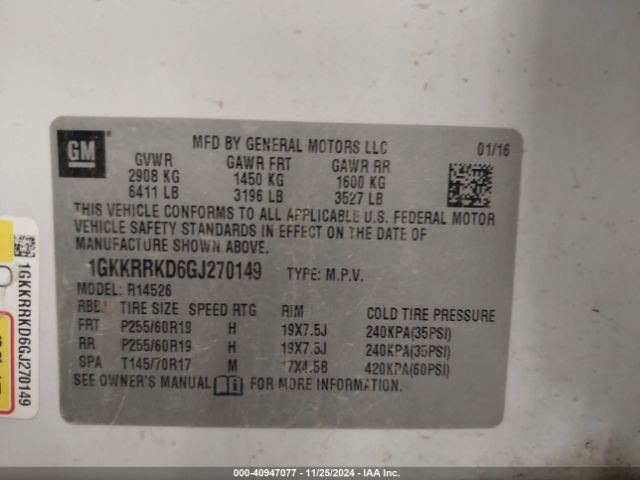 GM
MFD BY GENERAL MOTORS LLC 01/16
GVWR GAWR FRT GAWR RR
2908 KG 1450 KG 1600 KG
6411 LB 3196 LB 3527 LB
THIS VEHICLE CONFORMS TO ALL APPLICABLE U.S. FEDERAL MOTOR
VEHICLE SAFETY STANDARDS IN EFFECT ON THE DATE OF
MANUFACTURE SHOWN ABOVE.
1GKKRRKD6GJ270149 TYPE: M.P.V.
MODEL: R14526
TIRE SIZE SPEED RTG RIM COLD TIRE PRESSURE
FRT P255/60R19 H 19X7.5J 240KPA(35PSI)
RR P255/60R19 H 19X7.5J 240KPA(35PSI)
SPA T145/70R17 M 17X4.5B 420KPA(60PSI)
SEE OWNER'S MANUAL FOR MORE INFORMATION.
1GKKRRKD6GJ270149
000-40947077 - 11/25/2024 - IAA Inc.